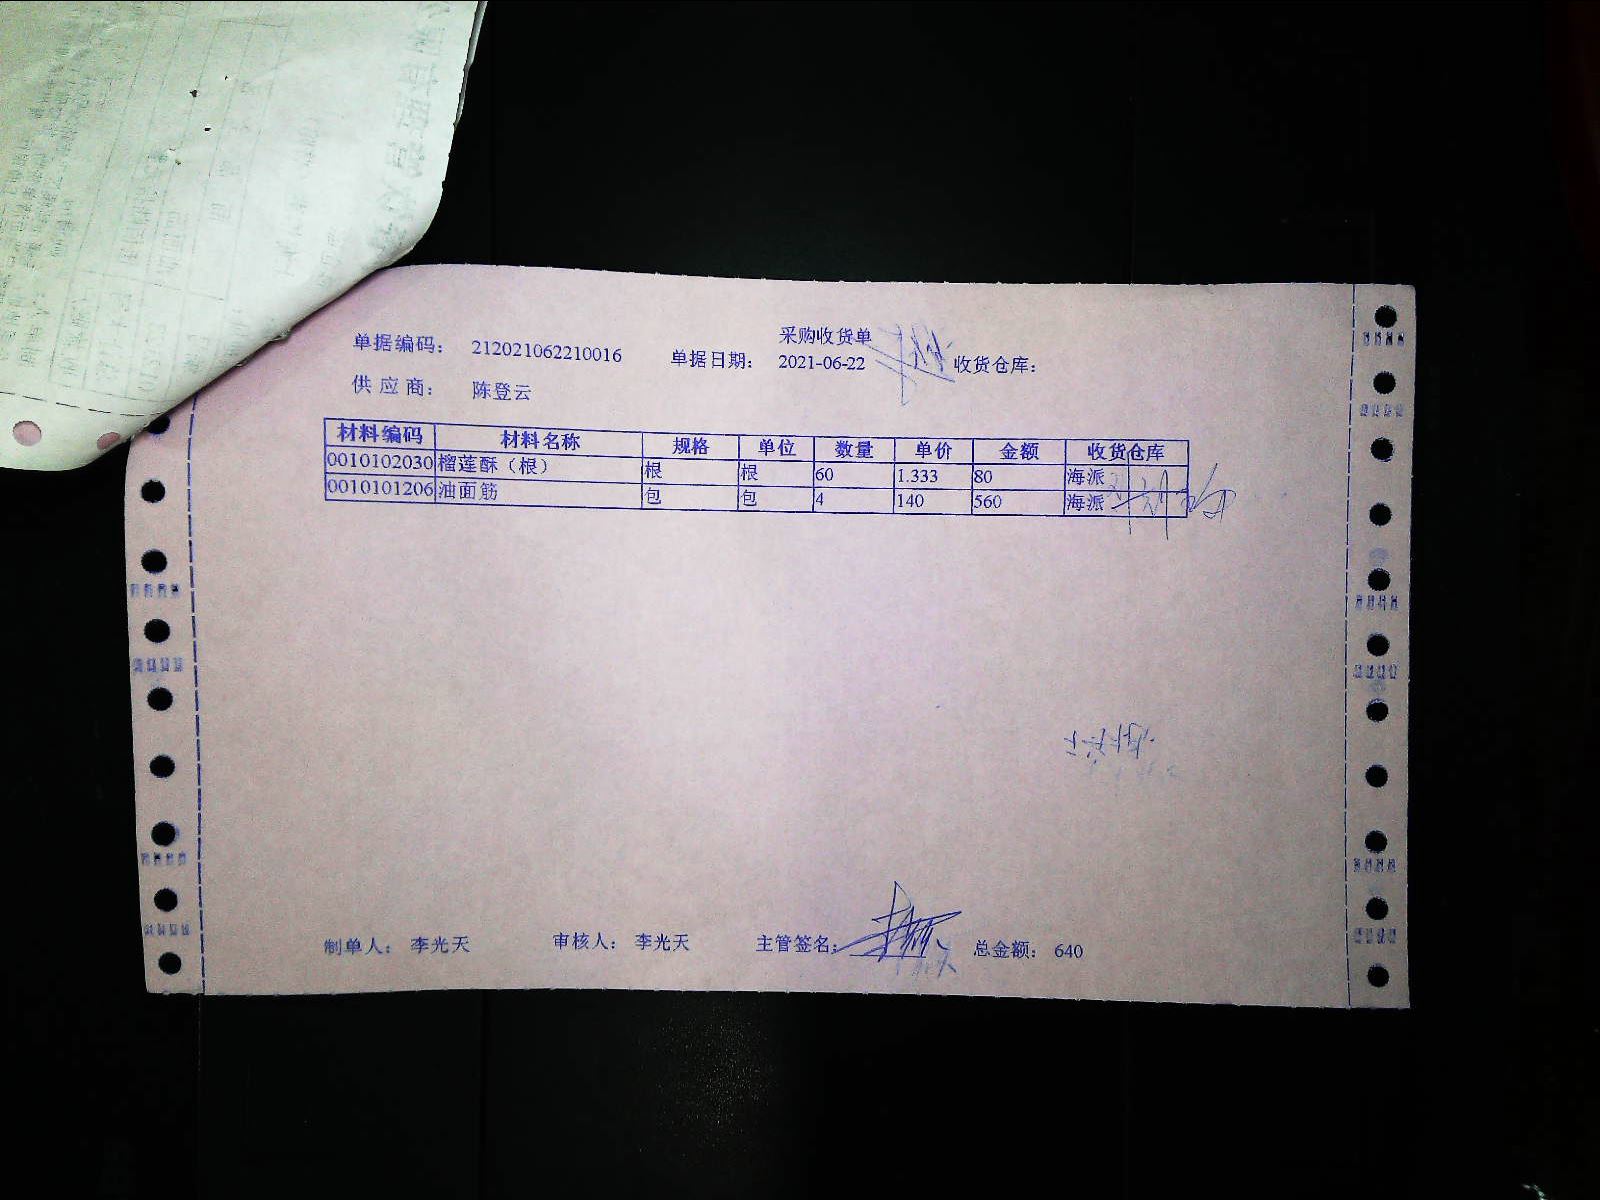 采购收货单
单据编码： 212021062210016 单据日期： 2021-06-22 收货仓库：
供 应 商： 陈登云
材料编码 材料名称 规格 单位 数量 单价 金额 收货仓库
0010102030 榴莲酥（根） 根 根 60 1.333 80 海派
0010101206 油面筋 包 包 4 140 560 海派
制单人： 李光天 审核人： 李光天 主管签名： 总金额： 640